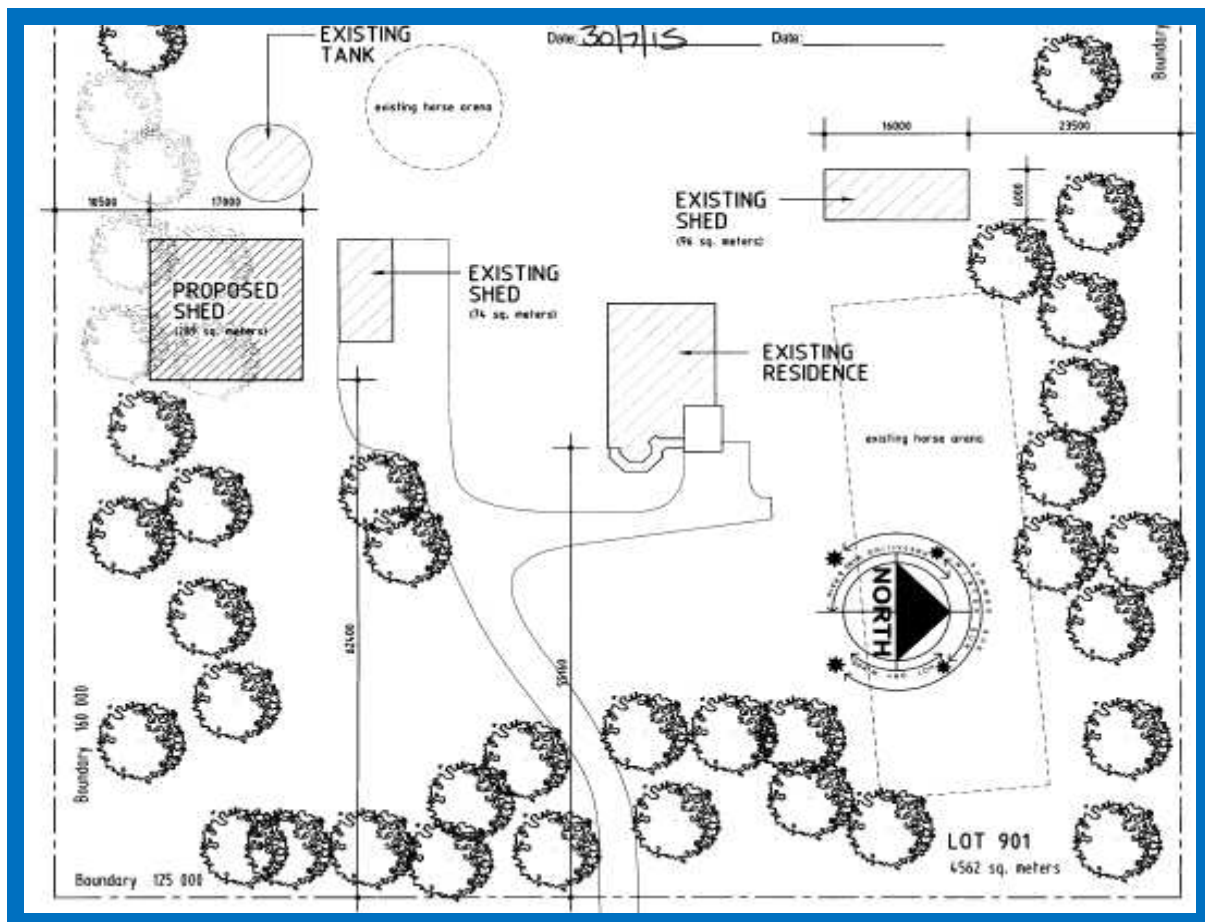 EXISTING
TANK
Date: 30/7/15
Date:
Boundary
existing horse arena
16000
23500
10500
17000
EXISTING
SHED
(96 sq. meters)
6000
PROPOSED
SHED
(289 sq. meters)
EXISTING
SHED
(74 sq. meters)
EXISTING
RESIDENCE
existing horse arena
NORTH
62400
55160
Boundary 160 000
LOT 901
4562 sq. meters
Boundary 125 000